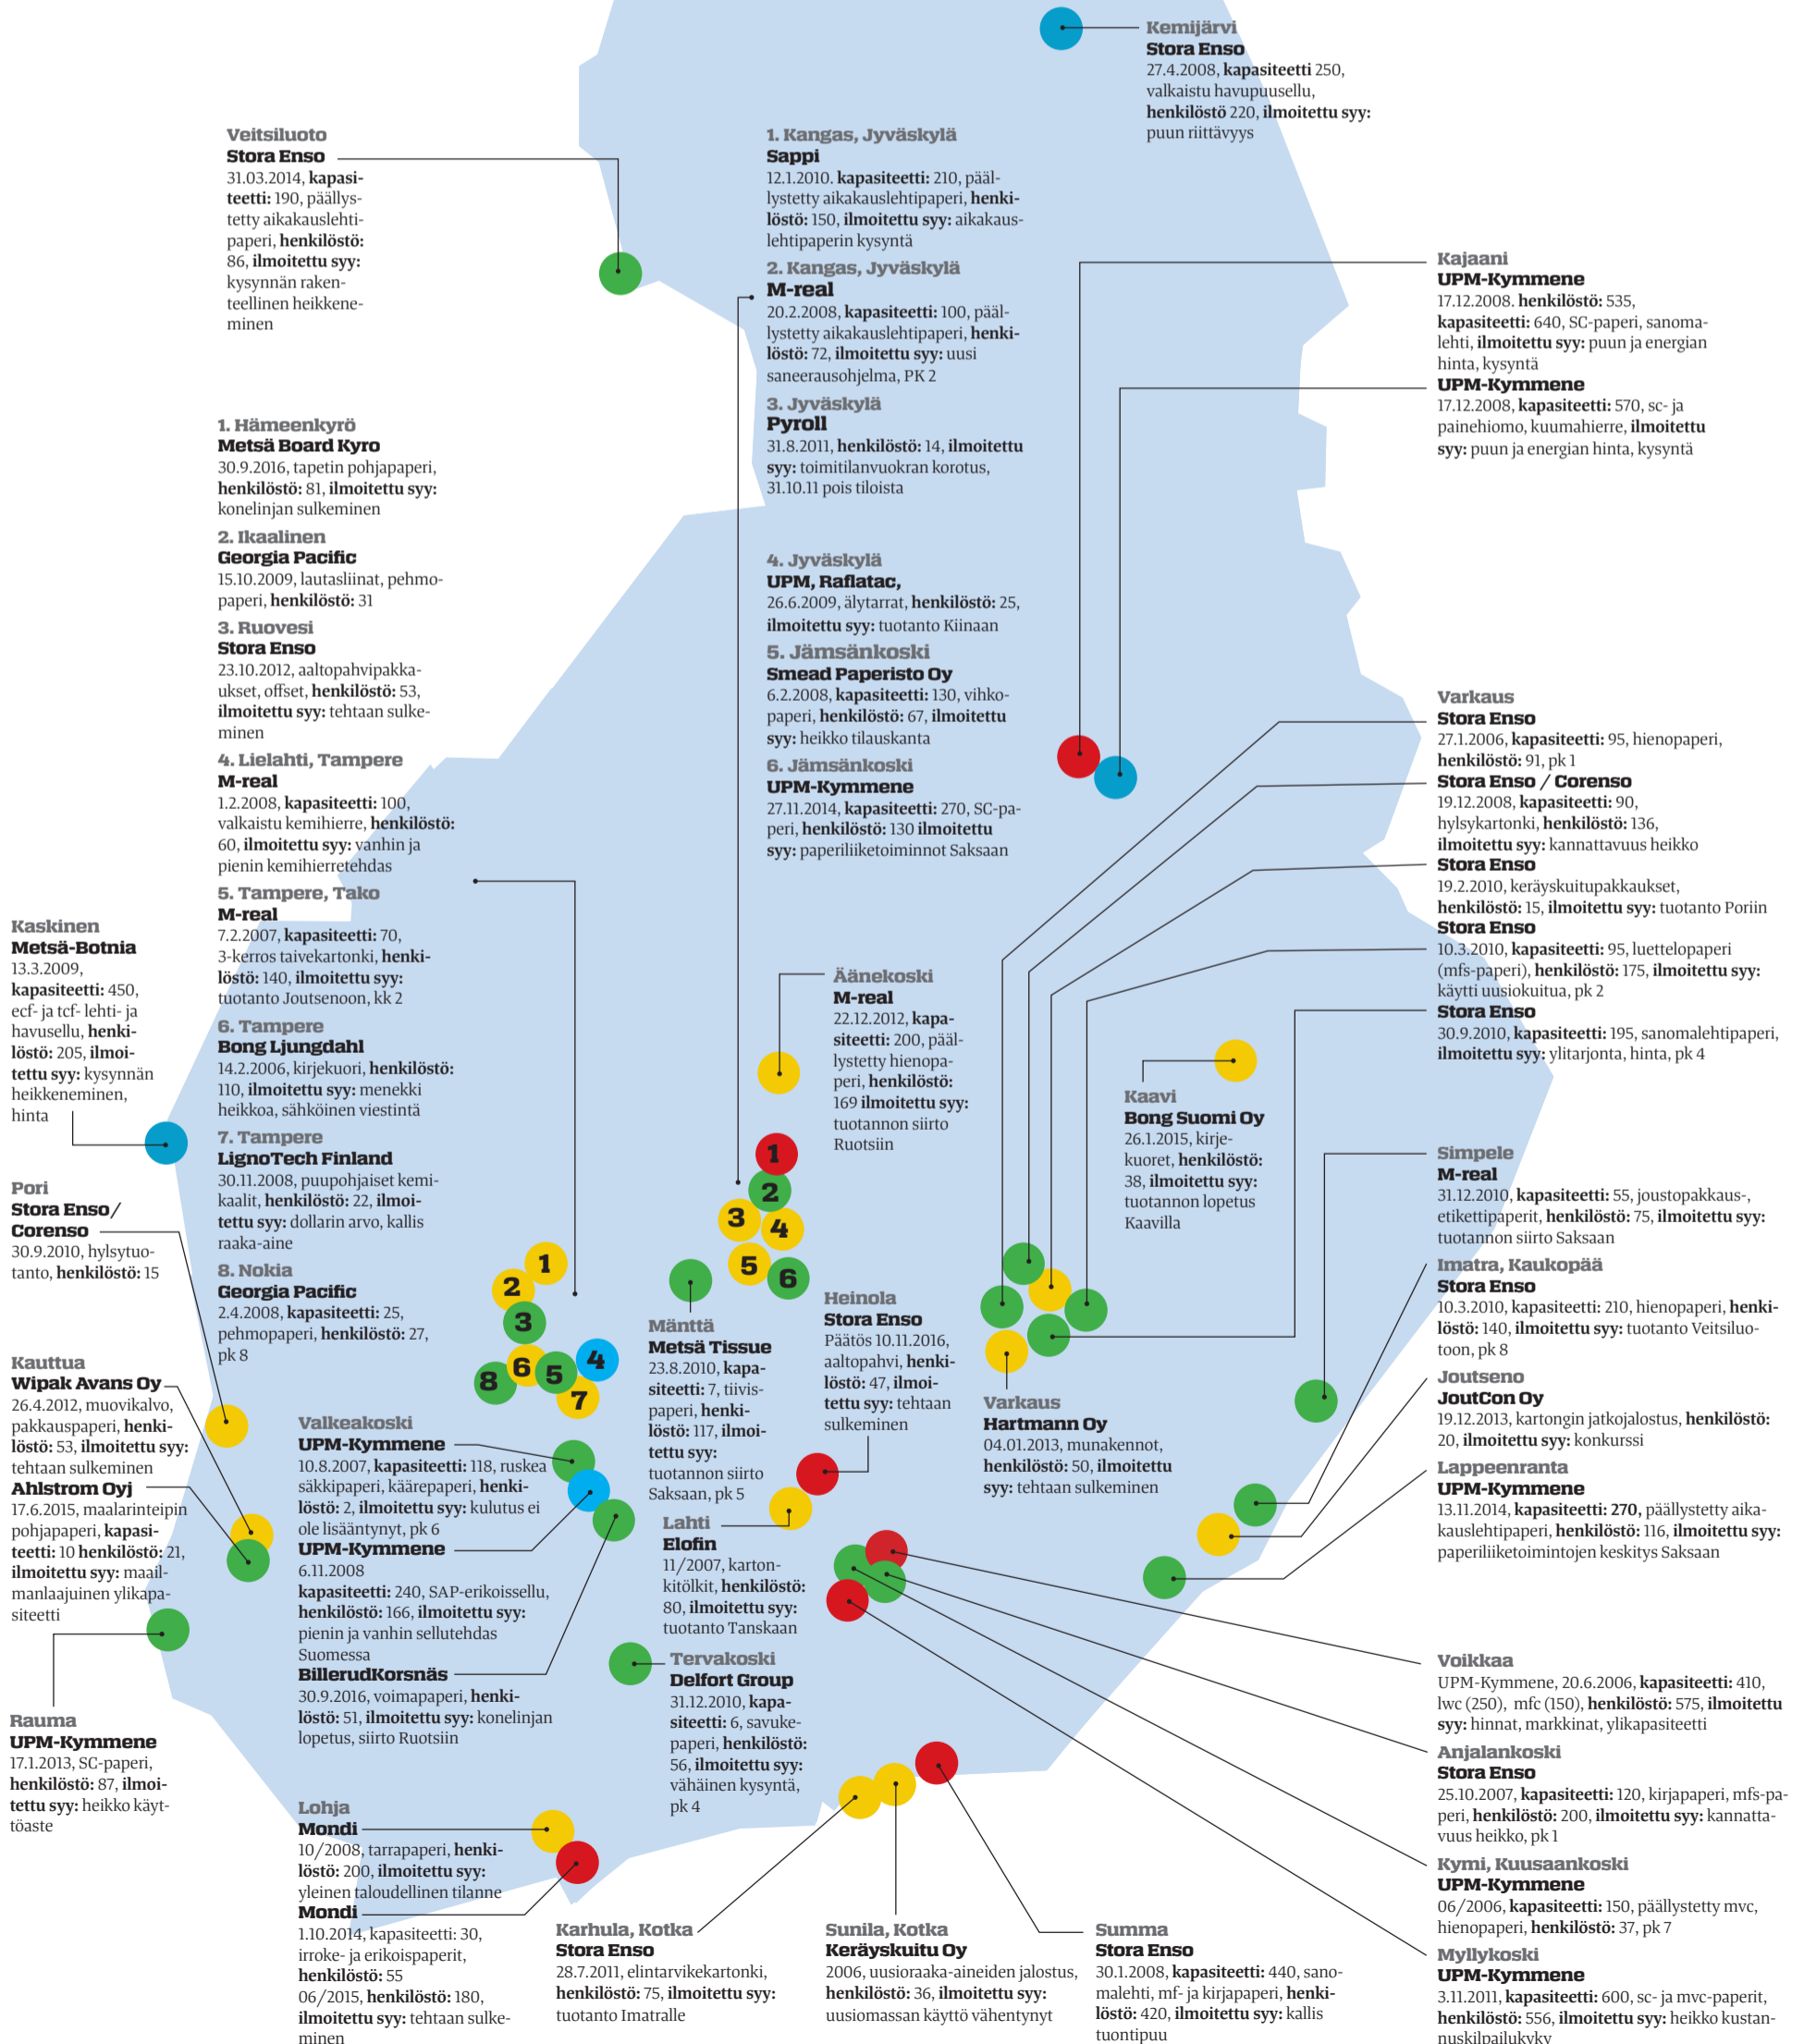 Kemijärvi
Stora Enso
27.4.2008, kapasiteetti 250,
valkaistu havupuusellu,
henkilöstö 220, ilmoitettu syy:
puun riittävyys
Veitsiluoto
Stora Enso
31.03.2014, kapasi-
teetti: 190, päällys-
tetty aikakauslehti-
paperi, henkilöstö:
86, ilmoitettu syy:
kysynnän raken-
teellinen heikkene-
minen
1. Kangas, Jyväskylä
Sappi
12.1.2010. kapasiteetti: 210, pääl-
lystetty aikakauslehtipaperi, henki-
löstö: 150, ilmoitettu syy: aikakaus-
lehtipaperin kysyntä
2. Kangas, Jyväskylä
M-real
20.2.2008, kapasiteetti: 100, pääl-
lystetty aikakauslehtipaperi, henki-
löstö: 72, ilmoitettu syy: uusi
saneerausohjelma, PK 2
3. Jyväskylä
Pyroll
31.8.2011, henkilöstö: 14, ilmoitettu
syy: toimitilanvuokran korotus,
31.10.11 pois tiloista
4. Jyväskylä
UPM, Raflatac,
26.6.2009, älytarrat, henkilöstö: 25,
ilmoitettu syy: tuotanto Kiinaan
5. Jämsänkoski
Smead Paperisto Oy
6.2.2008, kapasiteetti: 130, vihko-
paperi, henkilöstö: 67, ilmoitettu
syy: heikko tilauskanta
6. Jämsänkoski
UPM-Kymmene
27.11.2014, kapasiteetti: 270, SC-pa-
peri, henkilöstö: 130 ilmoitettu
syy: paperiliiketoiminnot Saksaan
Kajaani
UPM-Kymmene
17.12.2008. henkilöstö: 535,
kapasiteetti: 640, SC-paperi, sanoma-
lehti, ilmoitettu syy: puun ja energian
hinta, kysyntä
UPM-Kymmene
17.12.2008, kapasiteetti: 570, sc- ja
painehiomo, kuumahierre, ilmoitettu
syy: puun ja energian hinta, kysyntä
1. Hämeenkyrö
Metsä Board Kyro
30.9.2016, tapetin pohjapaperi,
henkilöstö: 81, ilmoitettu syy:
konelinjan sulkeminen
2. Ikaalinen
Georgia Pacific
15.10.2009, lautasliinat, pehmo-
paperi, henkilöstö: 31
3. Ruovesi
Stora Enso
23.10.2012, aaltopahvipakka-
ukset, offset, henkilöstö: 53,
ilmoitettu syy: tehtaan sulke-
minen
4. Lielahti, Tampere
M-real
1.2.2008, kapasiteetti: 100,
valkaistu kemihierre, henkilöstö:
60, ilmoitettu syy: vanhin ja
pienin kemihierretehdas
5. Tampere, Tako
M-real
7.2.2007, kapasiteetti: 70,
3-kerros taivekartonki, henki-
löstö: 140, ilmoitettu syy:
tuotanto Joutsenoon, kk 2
6. Tampere
Bong Ljungdahl
14.2.2006, kirjekuori, henkilöstö:
110, ilmoitettu syy: menekki
heikkoa, sähköinen viestintä
7. Tampere
LignoTech Finland
30.11.2008, puupohjaiset kemi-
kaalit, henkilöstö: 22, ilmoi-
tettu syy: dollarin arvo, kallis
raaka-aine
8. Nokia
Georgia Pacific
2.4.2008, kapasiteetti: 25,
pehmopaperi, henkilöstö: 27,
pk 8
Varkaus
Stora Enso
27.1.2006, kapasiteetti: 95, hienopaperi,
henkilöstö: 91, pk 1
Stora Enso / Corenso
19.12.2008, kapasiteetti: 90,
hylsykartonki, henkilöstö: 136,
ilmoitettu syy: kannattavuus heikko
Stora Enso
19.2.2010, keräyskuitupakkaukset,
henkilöstö: 15, ilmoitettu syy: tuotanto Poriin
Stora Enso
10.3.2010, kapasiteetti: 95, luettelopaperi
(mfs-paperi), henkilöstö: 175, ilmoitettu syy:
käytti uusiokuitua, pk 2
Stora Enso
30.9.2010, kapasiteetti: 195, sanomalehtipaperi,
ilmoitettu syy: ylitarjonta, hinta, pk 4
Kaskinen
Metsä-Botnia
13.3.2009,
kapasiteetti: 450,
ecf- ja tcf- lehti- ja
havusellu, henki-
löstö: 205, ilmoi-
tettu syy: kysynnän
heikkeneminen,
hinta
Äänekoski
M-real
22.12.2012, kapa-
siteetti: 200, pääl-
lystetty hienopa-
peri, henkilöstö:
169 ilmoitettu syy:
tuotannon siirto
Ruotsiin
Kaavi
Bong Suomi Oy
26.1.2015, kirje-
kuoret, henkilöstö:
38, ilmoitettu syy:
tuotannon lopetus
Kaavilla
Simpele
M-real
31.12.2010, kapasiteetti: 55, joustopakkaus-,
etikettipaperit, henkilöstö: 75, ilmoitettu syy:
tuotannon siirto Saksaan
Imatra, Kaukopää
Stora Enso
10.3.2010, kapasiteetti: 210, hienopaperi, henki-
löstö: 140, ilmoitettu syy: tuotanto Veitsiluo-
toon, pk 8
Joutseno
JoutCon Oy
19.12.2013, kartongin jatkojalostus, henkilöstö:
20, ilmoitettu syy: konkurssi
Lappeenranta
UPM-Kymmene
13.11.2014, kapasiteetti: 270, päällystetty aika-
kauslehtipaperi, henkilöstö: 116, ilmoitettu syy:
paperiliiketoimintojen keskitys Saksaan
Pori
Stora Enso/
Corenso
30.9.2010, hylsytuo-
tanto, henkilöstö: 15
Kauttua
Wipak Avans Oy
26.4.2012, muovikalvo,
pakkauspaperi, henki-
löstö: 53, ilmoitettu syy:
tehtaan sulkeminen
Ahlstrom Oyj
17.6.2015, maalarinteipin
pohjapaperi, kapasi-
teetti: 10 henkilöstö: 21,
ilmoitettu syy: maail-
manlaajuinen ylikapa-
siteetti
Rauma
UPM-Kymmene
17.1.2013, SC-paperi,
henkilöstö: 87, ilmoi-
tettu syy: heikko käyt-
töaste
1
2
3
4
5
6
1
2
3
4
6
5
8
7
Mänttä
Metsä Tissue
23.8.2010, kapa-
siteetti: 7, tiivis-
paperi, henki-
löstö: 117, ilmoi-
tettu syy:
tuotannon siirto
Saksaan, pk 5
Heinola
Stora Enso
Päätös 10.11.2016,
aaltopahvi, henki-
löstö: 47, ilmoi-
tettu syy: tehtaan
sulkeminen
Varkaus
Hartmann Oy
04.01.2013, munakennot,
henkilöstö: 50, ilmoitettu
syy: tehtaan sulkeminen
Valkeakoski
UPM-Kymmene
10.8.2007, kapasiteetti: 118, ruskea
säkkipaperi, käärepaperi, henki-
löstö: 2, ilmoitettu syy: kulutus ei
ole lisääntynyt, pk 6
UPM-Kymmene
6.11.2008
kapasiteetti: 240, SAP-erikoissellu,
henkilöstö: 166, ilmoitettu syy:
pienin ja vanhin sellutehdas
Suomessa
BillerudKorsnäs
30.9.2016, voimapaperi, henki-
löstö: 51, ilmoitettu syy: konelinjan
lopetus, siirto Ruotsiin
Lahti
Elofin
11/2007, karton-
kitölkit, henkilöstö:
80, ilmoitettu syy:
tuotanto Tanskaan
Tervakoski
Delfort Group
31.12.2010, kapa-
siteetti: 6, savuke-
paperi, henkilöstö:
56, ilmoitettu syy:
vähäinen kysyntä,
pk 4
Voikkaa
UPM-Kymmene, 20.6.2006, kapasiteetti: 410,
lwc (250), mfc (150), henkilöstö: 575, ilmoitettu
syy: hinnat, markkinat, ylikapasiteetti
Anjalankoski
Stora Enso
25.10.2007, kapasiteetti: 120, kirjapaperi, mfs-pa-
peri, henkilöstö: 200, ilmoitettu syy: kannatta-
vuus heikko, pk 1
Kymi, Kuusaankoski
UPM-Kymmene
06/2006, kapasiteetti: 150, päällystetty mvc,
hienopaperi, henkilöstö: 37, pk 7
Myllykoski
UPM-Kymmene
3.11.2011, kapasiteetti: 600, sc- ja mvc-paperit,
henkilöstö: 556, ilmoitettu syy: heikko kustan-
nuskilpailukyky
Lohja
Mondi
10/2008, tarrapaperi, henki-
löstö: 200, ilmoitettu syy:
yleinen taloudellinen tilanne
Mondi
1.10.2014, kapasiteetti: 30,
irroke- ja erikoispaperit,
henkilöstö: 55
06/2015, henkilöstö: 180,
ilmoitettu syy: tehtaan sulke-
minen
Karhula, Kotka
Stora Enso
28.7.2011, elintarvikekartonki,
henkilöstö: 75, ilmoitettu syy:
tuotanto Imatralle
Sunila, Kotka
Keräyskuitu Oy
2006, uusioraaka-aineiden jalostus,
henkilöstö: 36, ilmoitettu syy:
uusiomassan käyttö vähentynyt
Summa
Stora Enso
30.1.2008, kapasiteetti: 440, sano-
malehti, mf- ja kirjapaperi, henki-
löstö: 420, ilmoitettu syy: kallis
tuontipuu